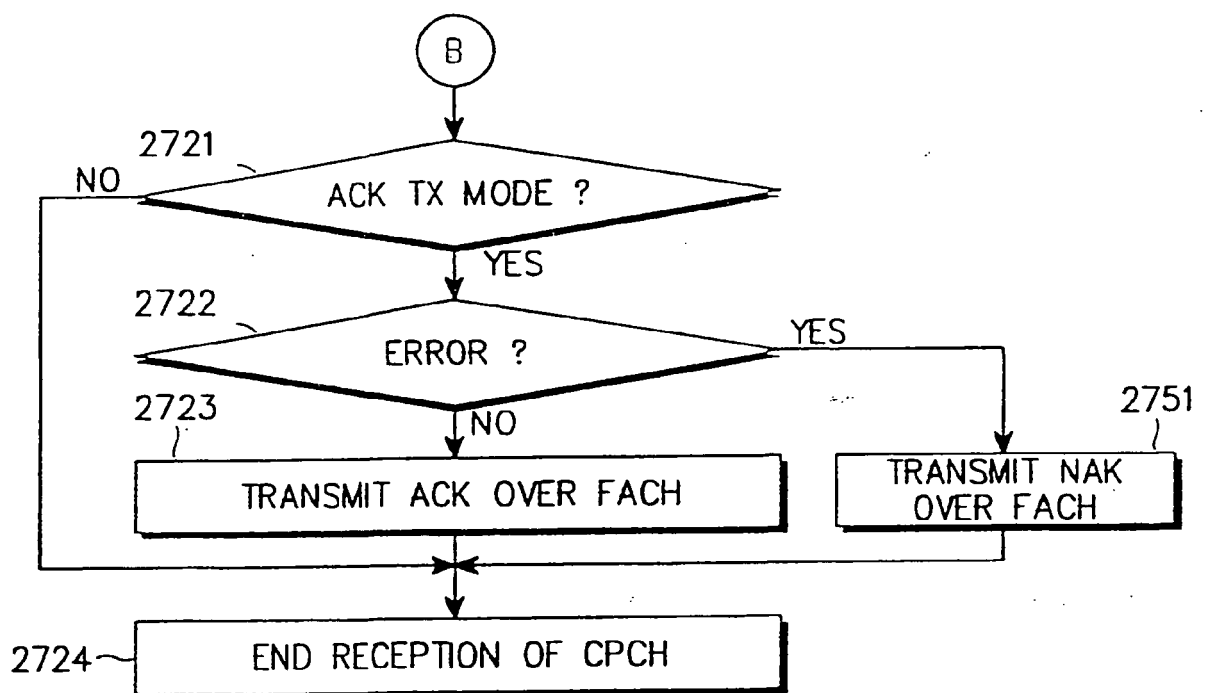 B
2721
NO
ACK TX MODE ?
YES
2722
ERROR ?
YES
2723
NO
2751
TRANSMIT ACK OVER FACH
TRANSMIT NAK
OVER FACH
2724
END RECEPTION OF CPCH